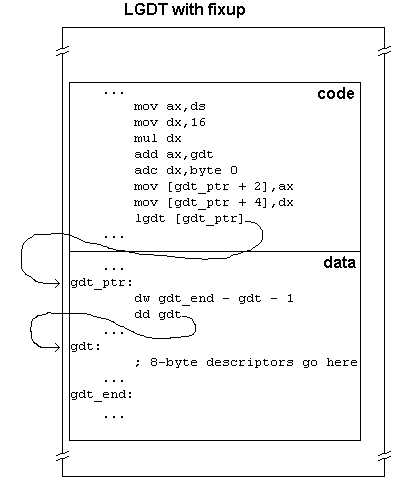 LGDT with fixup
code
...
mov ax,ds
mov dx,16
mul dx
add ax,gdt
adc dx,byte 0
mov [gdt_ptr + 2],ax
mov [gdt_ptr + 4],dx
lgdt [gdt_ptr]
...
data
...
gdt_ptr:
dw gdt_end - gdt - 1
dd gdt
...
gdt:
; 8-byte descriptors go here
...
gdt_end:
...